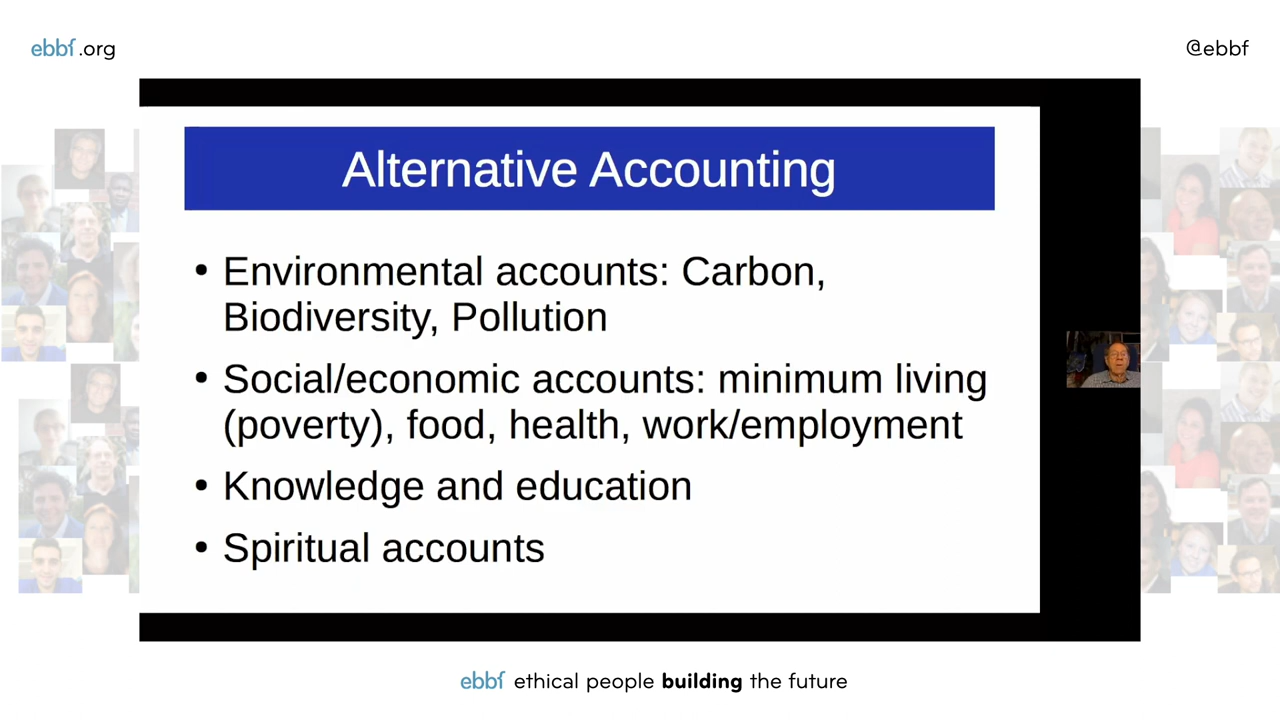 ebbf.org
@ebbf
Alternative Accounting
• Environmental accounts: Carbon,
Biodiversity, Pollution
• Social/economic accounts: minimum living
(poverty), food, health, work/employment
• Knowledge and education
• Spiritual accounts
ebbf ethical people building the future